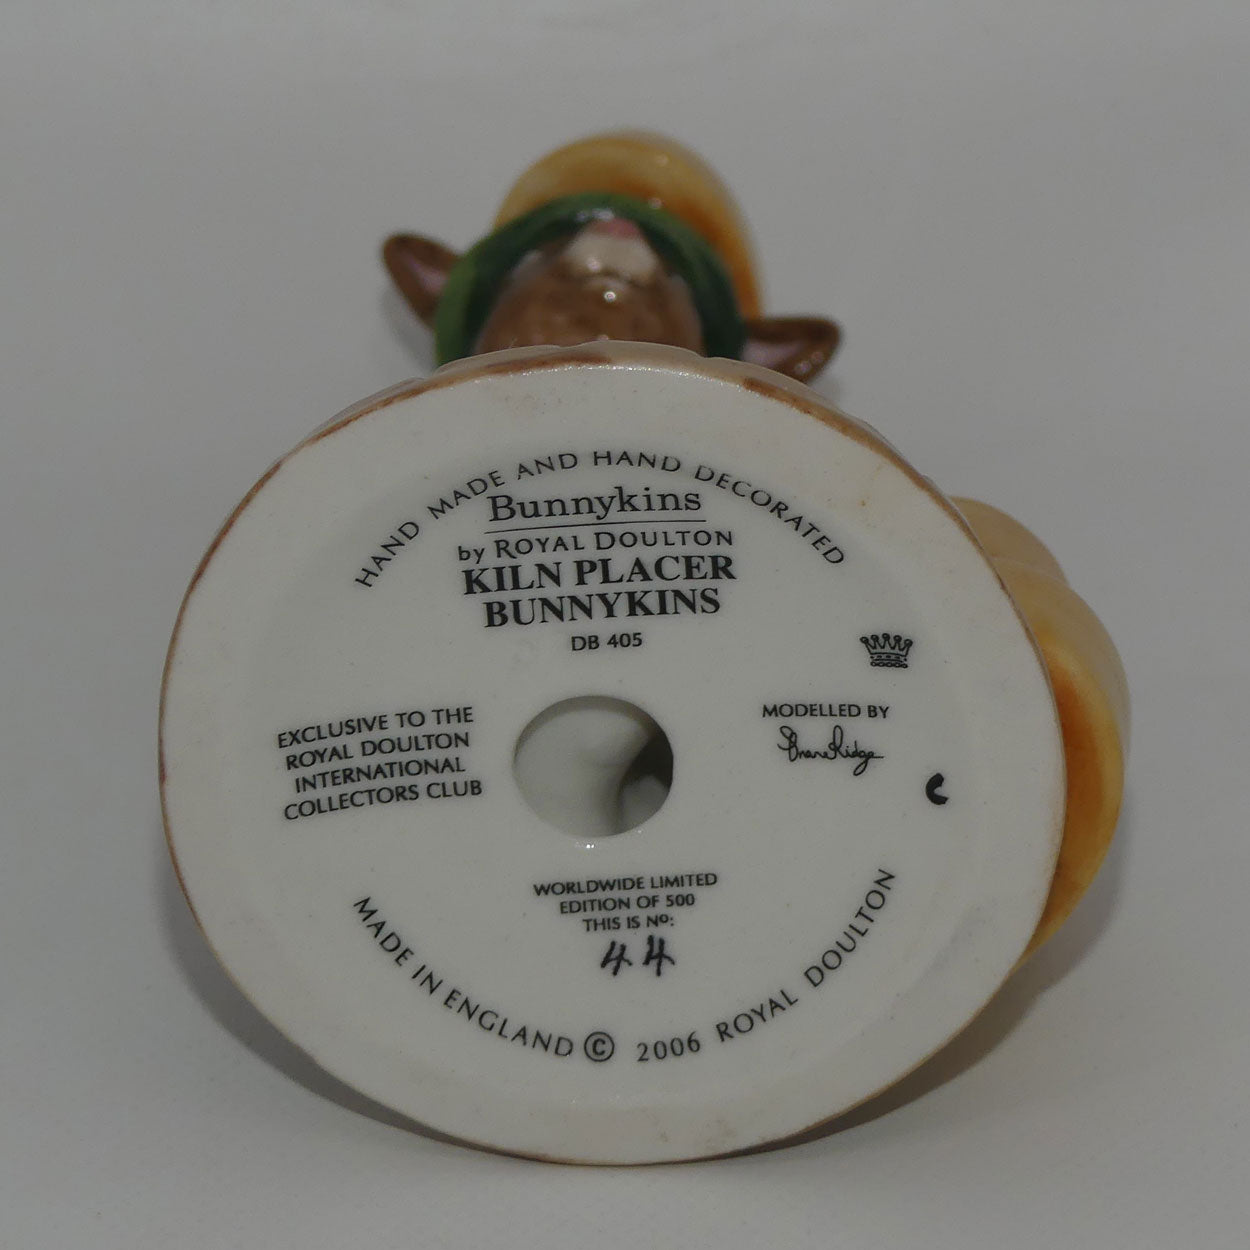 HAND MADE AND HAND DECORATED
Bunnykins
by ROYAL DOULTON
KILN PLACER
BUNNYKINS
DB 405
EXCLUSIVE TO THE
ROYAL DOULTON
INTERNATIONAL
COLLECTORS CLUB
MODELLED BY
Shane Ridge
C
WORLDWIDE LIMITED
EDITION OF 500
THIS IS Nº:
44
MADE IN ENGLAND © 2006 ROYAL DOULTON